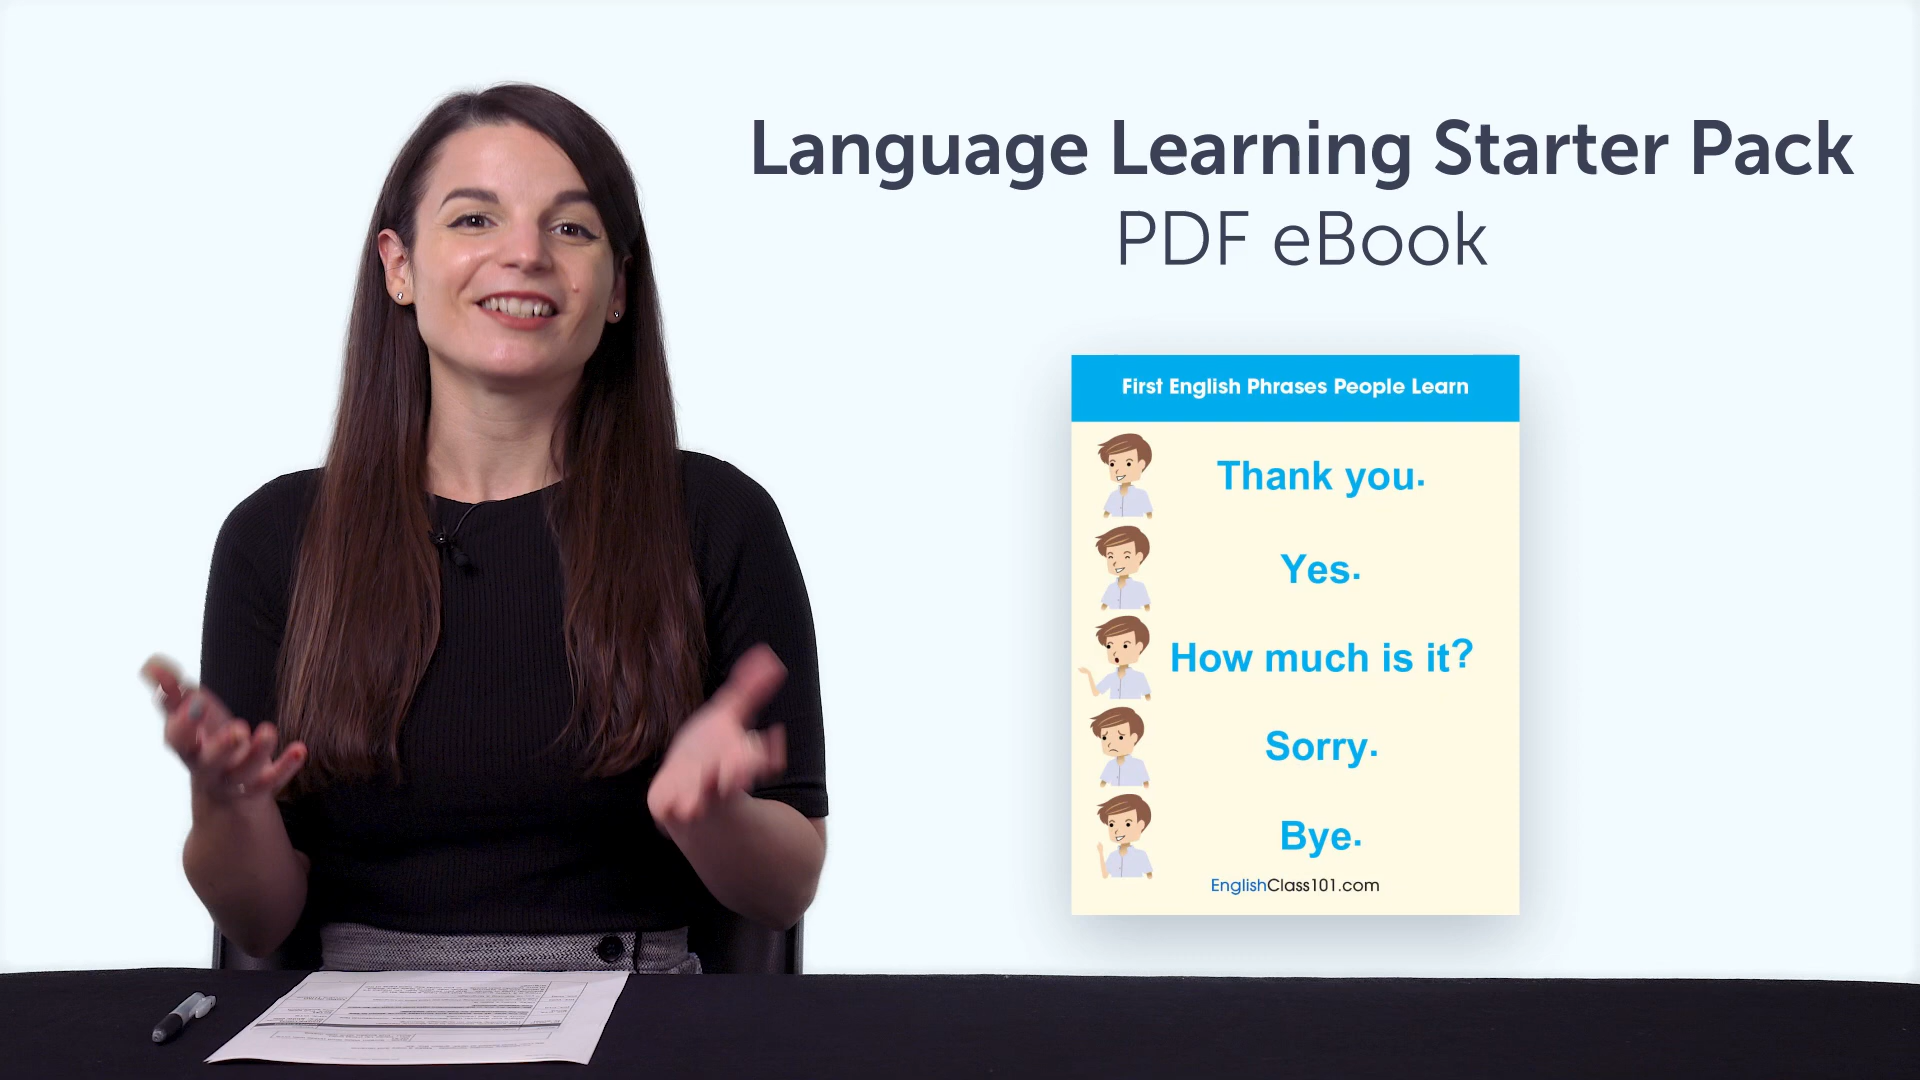 Language Learning Starter Pack
PDF eBook
First English Phrases People Learn
Thank you.
Yes.
How much is it?
Sorry.
Bye.
EnglishClass101.com